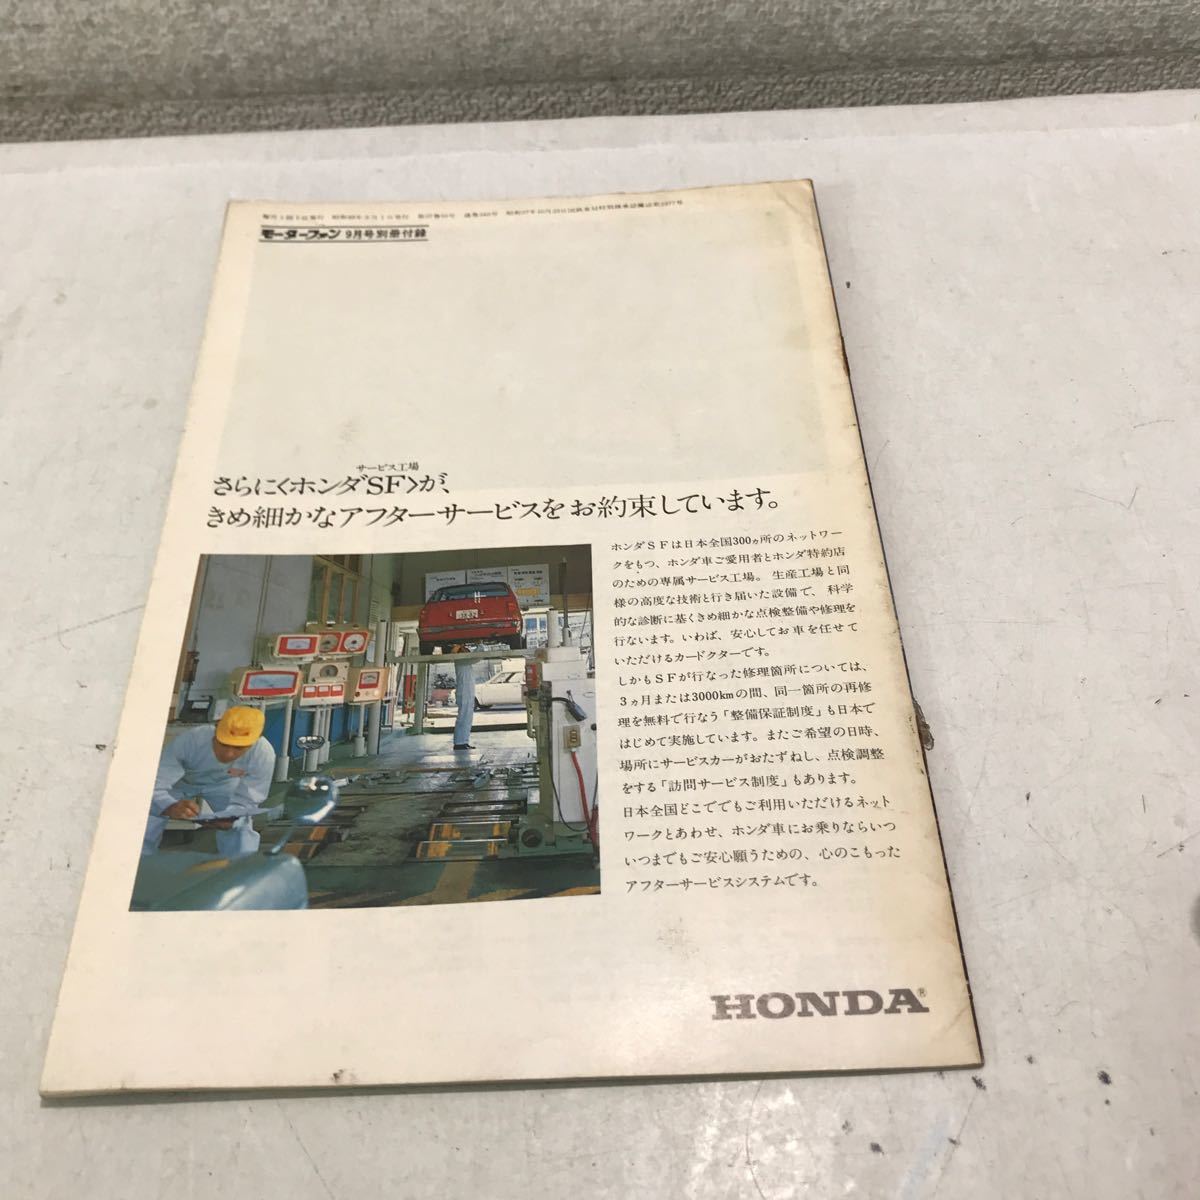 毎月1回1日発行
モーターファン 9月号別冊付録
サービス工場
さらに〈ホンダSF〉が、
きめ細かなアフターサービスをお約束しています。
ホンダSFは日本全国300ヵ所のネットワー
クをもつ、ホンダ車ご愛用者とホンダ特約店
のための専属サービス工場。生産工場と同
様の高度な技術と行き届いた設備で、科学
的な診断に基くきめ細かな点検整備や修理を
行ないます。いわば、安心してお車を任せて
いただけるカードクターです。
しかもSFが行なった修理箇所については、
3ヵ月または3000kmの間、同一箇所の再修
理を無料で行なう「整備保証制度」も日本で
はじめて実施しています。またご希望の日時、
場所にサービスカーがおたずねし、点検調整
をする「訪問サービス制度」もあります。
日本全国どこででもご利用いただけるネット
ワークとあわせ、ホンダ車にお乗りならいつ
いつまでもご安心願うための、心のこもった
アフターサービスシステムです。
HONDA®